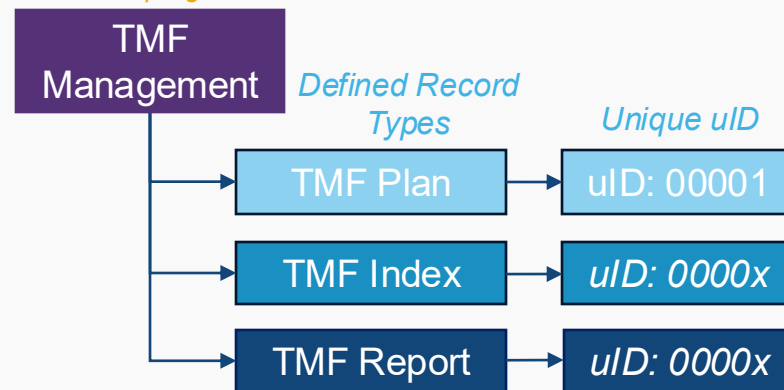 TMF
Management
Defined Record
Types
Unique uID
TMF Plan
uID: 00001
TMF Index
uID: 0000x
TMF Report
uID: 0000x